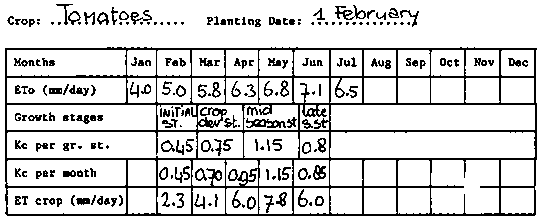 Crop: Tomatoes Planting Date: 1 February
Months Jan Feb Mar Apr May Jun Jul Aug Sep Oct Nov Dec
ETo (mm/day) 4.0 5.0 5.8 6.3 6.8 7.1 6.5
Growth stages INITIAL ST. crop dev st. mid season st late s.st
Kc per gr. st. 0.45 0.75 1.15 0.8
Kc per month 0.45 0.70 0.95 1.15 0.85
ET crop (mm/day) 2.3 4.1 6.0 7.8 6.0